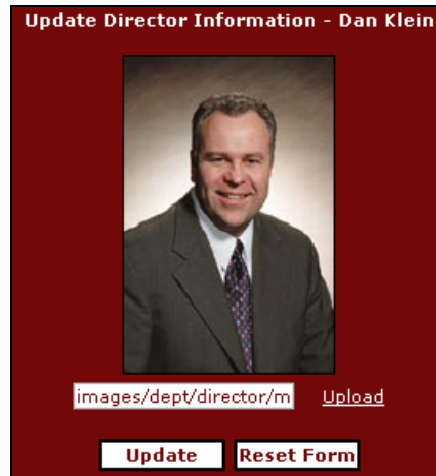 Update Director Information - Dan Klein
images/dept/director/m
Upload
Update
Reset Form